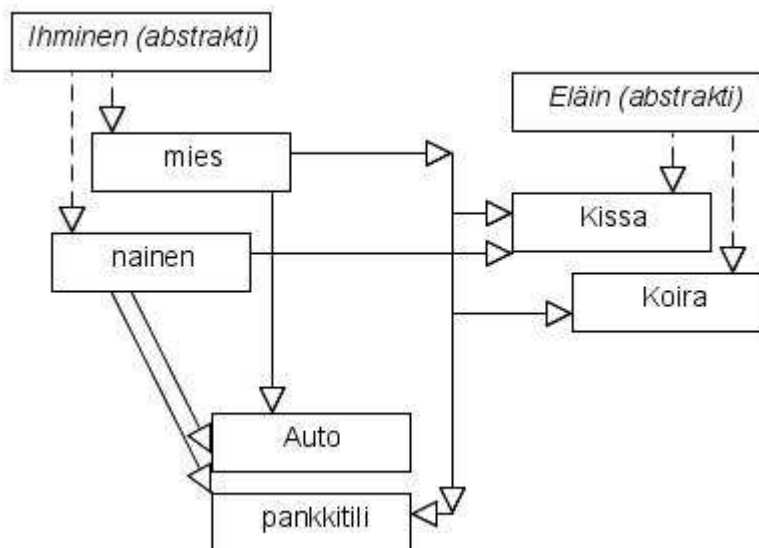 Ihminen (abstrakti)
Eläin (abstrakti)
mies
Kissa
nainen
Koira
Auto
pankkitili